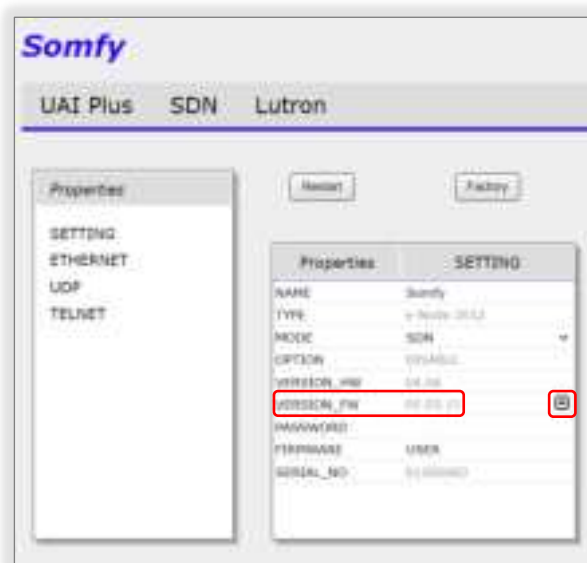 Somfy
UAI Plus SDN Lutron
Properties
Restart
Factory
SETTING
ETHERNET
UDP
TELNET
Properties SETTING
NAME Somfy
TYPE
MODE SDN
OPTION DISABLE
VERSION_HW
VERSION_FW
PASSWORD
FIRMWARE USER
SERIAL_NO